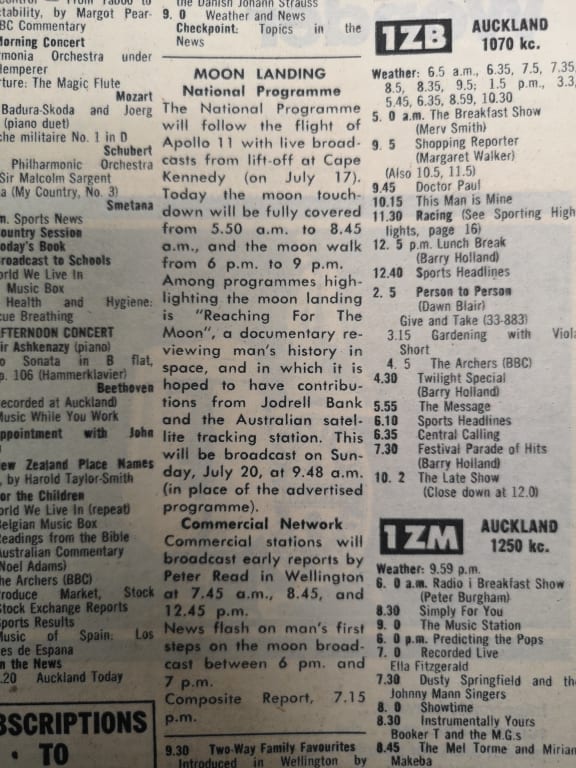 ctability, by Margot Pear-
BC Commentary
Morning Concert
rmonia Orchestra under
lemperer
rture: The Magic Flute
Mozart
Badura-Skoda and Joerg
(piano duet)
che militaire No. 1 in D
Schubert
Philharmonic Orchestra
Sir Malcolm Sargent
a (My Country, No. 3)
Smetana
m. Sports News
ountry Session
oday's Book
roadcast to Schools
orld We Live In
Music Box
Health and Hygiene:
cue Breathing
AFTERNOON CONCERT
ir Ashkenazy (piano)
o Sonata in B flat,
p. 106 (Hammerklavier)
Beethoven
ecorded at Auckland)
Music While You Work
ppointment with John
ew Zealand Place Names
, by Harold Taylor-Smith
or the Children
orld We Live In (repeat)
elgian Music Box
eadings from the Bible
Australian Commentary
Noel Adams)
he Archers (BBC)
roduce Market, Stock
tock Exchange Reports
ports Results
Music of Spain: Los
es de Espana
n the News
.20 Auckland Today
BSCRIPTIONS
TO
the Danish Johann Strauss
9. 0 Weather and News
Checkpoint: Topics in the
News
MOON LANDING
National Programme
The National Programme
will follow the flight of
Apollo 11 with live broad-
casts from lift-off at Cape
Kennedy (on July 17).
Today the moon touch-
down will be fully covered
from 5.50 a.m. to 8.45
a.m., and the moon walk
from 6 p.m. to 9 p.m.
Among programmes high-
lighting the moon landing
is "Reaching For The
Moon", a documentary re-
viewing man's history in
space, and in which it is
hoped to have contribu-
tions from Jodrell Bank
and the Australian satel-
lite tracking station. This
will be broadcast on Sun-
day, July 20, at 9.48 a.m.
(in place of the advertised
programme).
Commercial Network
Commercial stations will
broadcast early reports by
Peter Read in Wellington
at 7.45 a.m., 8.45, and
12.45 p.m.
News flash on man's first
steps on the moon broad-
cast between 6 pm. and
7 p.m.
Composite Report, 7.15
p.m.
9.30 Two-Way Family Favourites
Introduced in Wellington by
1ZB AUCKLAND
1070 kc.
Weather: 6.5 a.m., 6.35, 7.5, 7.35,
8.5, 8.35, 9.5; 1.5 p.m., 3.3,
5.45, 6.35, 8.59, 10.30
5. 0 a.m. The Breakfast Show
(Merv Smith)
9. 5 Shopping Reporter
(Margaret Walker)
(Also 10.5, 11.5)
9.45 Doctor Paul
10.15 This Man is Mine
11.30 Racing (See Sporting High-
lights, page 16)
12. 5 p.m. Lunch Break
(Barry Holland)
12.40 Sports Headlines
2. 5 Person to Person
(Dawn Blair)
Give and Take (33-883)
3.15 Gardening with Viola
Short
4. 5 The Archers (BBC)
4.30 Twilight Special
(Barry Holland)
5.55 The Message
6.10 Sports Headlines
6.35 Central Calling
7.30 Festival Parade of Hits
(Barry Holland)
10. 2 The Late Show
(Close down at 12.0)
1ZM AUCKLAND
1250 kc.
Weather: 9.59 p.m.
6. 0 a.m. Radio i Breakfast Show
(Peter Burgham)
8.30 Simply For You
9. 0 The Music Station
6. 0 p.m. Predicting the Pops
7. 0 Recorded Live
Ella Fitzgerald
7.30 Dusty Springfield and the
Johnny Mann Singers
8. 0 Showtime
8.30 Instrumentally Yours
Booker T and the M.G.s
8.45 The Mel Torme and Miriam
Makeba